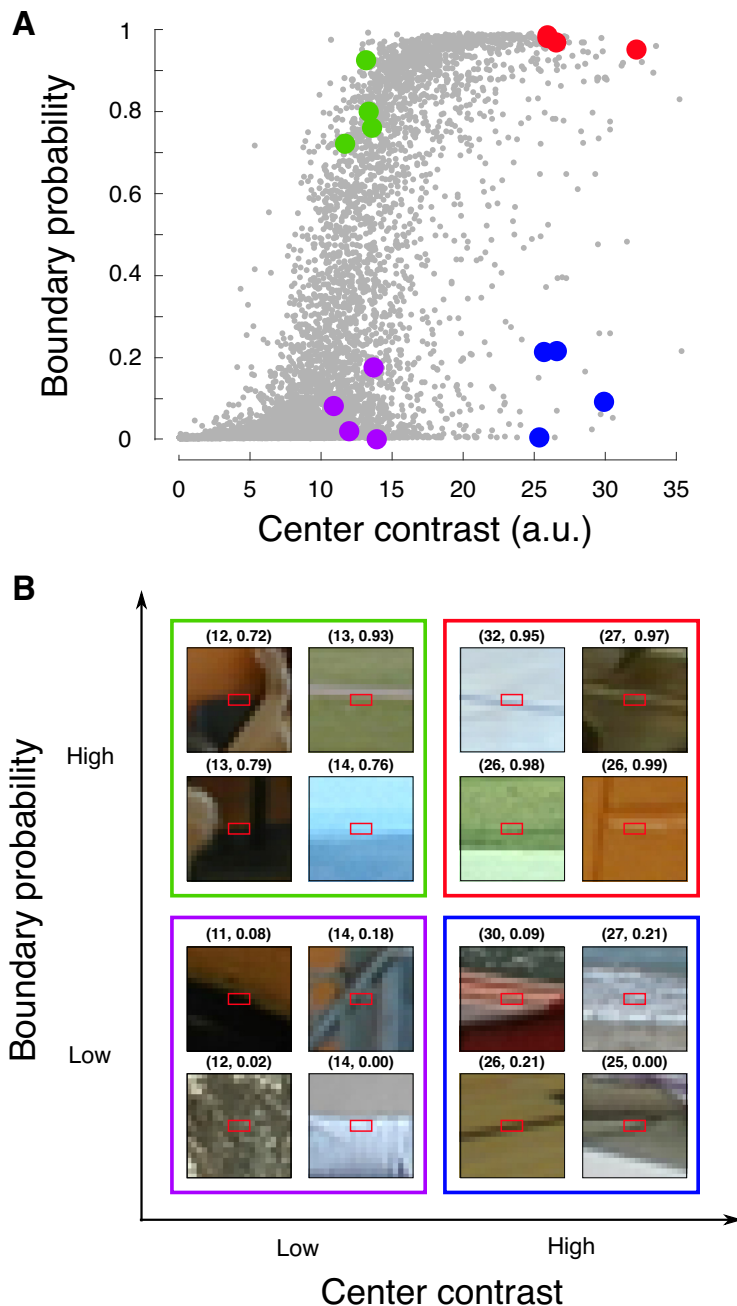 A
Boundary probability
1
0.8
0.6
0.4
0.2
0
0 5 10 15 20 25 30 35
Center contrast (a.u.)
B
Boundary probability
High
Low
(12, 0.72) (13, 0.93)
(13, 0.79) (14, 0.76)
(32, 0.95) (27, 0.97)
(26, 0.98) (26, 0.99)
(11, 0.08) (14, 0.18)
(12, 0.02) (14, 0.00)
(30, 0.09) (27, 0.21)
(26, 0.21) (25, 0.00)
Low High
Center contrast